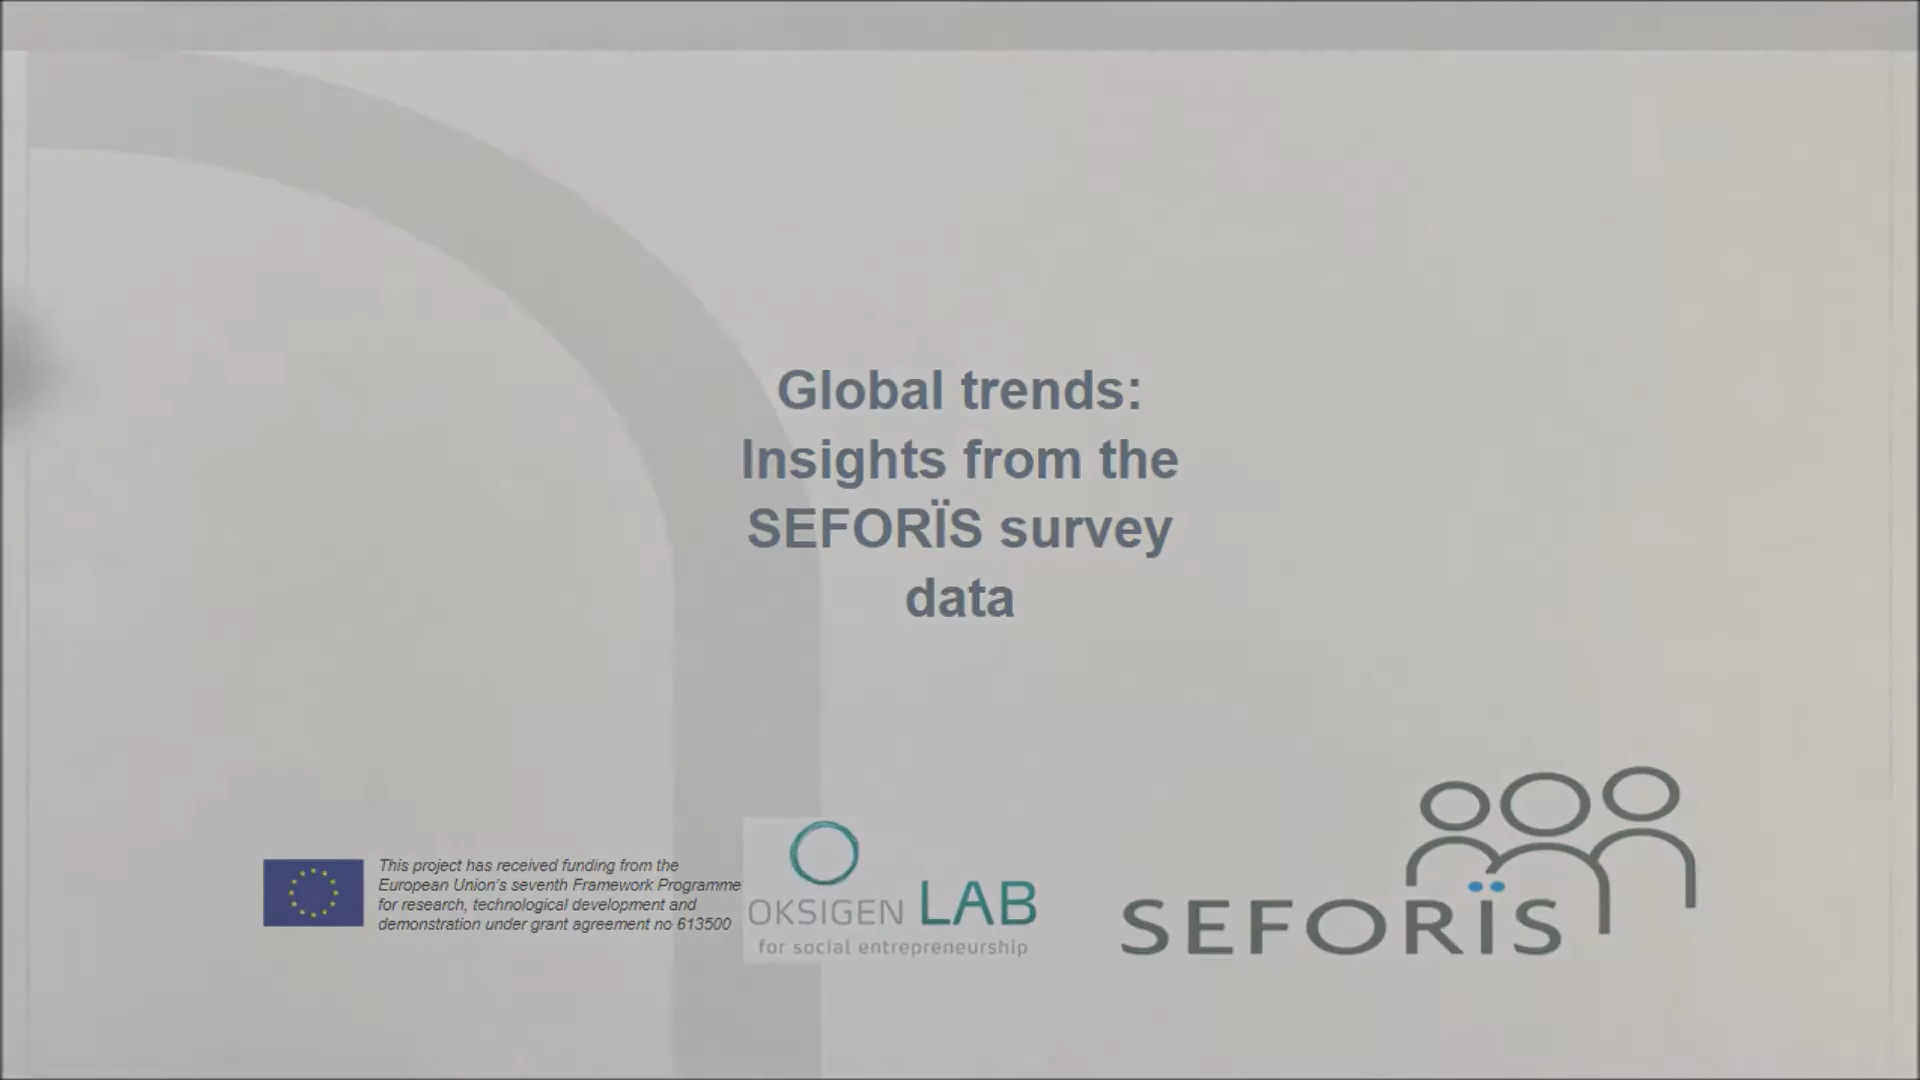 Global trends:
Insights from the
SEFORÏS survey
data
This project has received funding from the
European Union's seventh Framework Programme
for research, technological development and
demonstration under grant agreement no 613500
OKSIGEN LAB
for social entrepreneurship
SEFORÏS